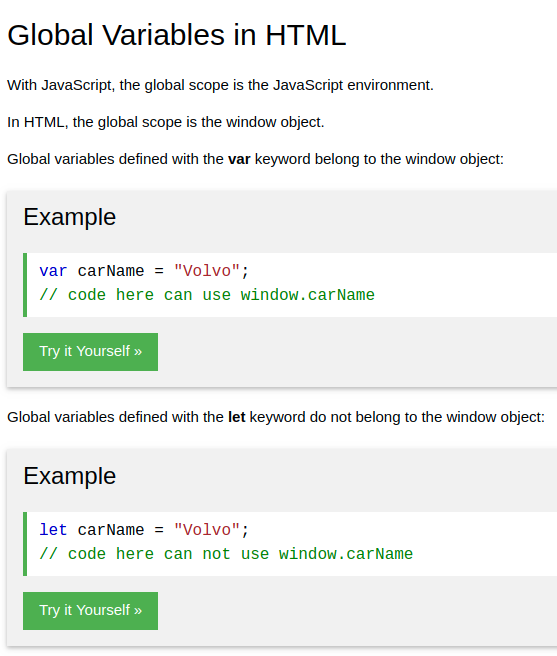 Global Variables in HTML
With JavaScript, the global scope is the JavaScript environment.
In HTML, the global scope is the window object.
Global variables defined with the var keyword belong to the window object:
Example
var carName = "Volvo";
// code here can use window.carName
Try it Yourself »
Global variables defined with the let keyword do not belong to the window object:
Example
let carName = "Volvo";
// code here can not use window.carName
Try it Yourself »